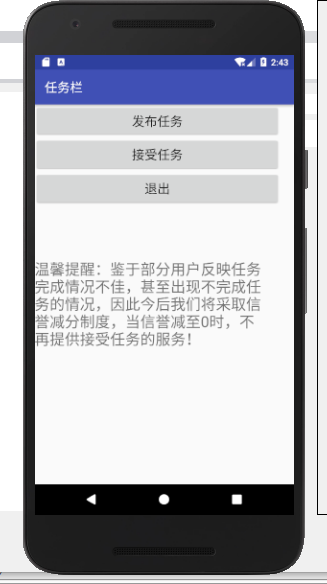 2:43
任务栏
发布任务
接受任务
退出
温馨提醒：鉴于部分用户反映任务
完成情况不佳，甚至出现不完成任
务的情况，因此今后我们将采取信
誉减分制度，当信誉减至0时，不
再提供接受任务的服务！